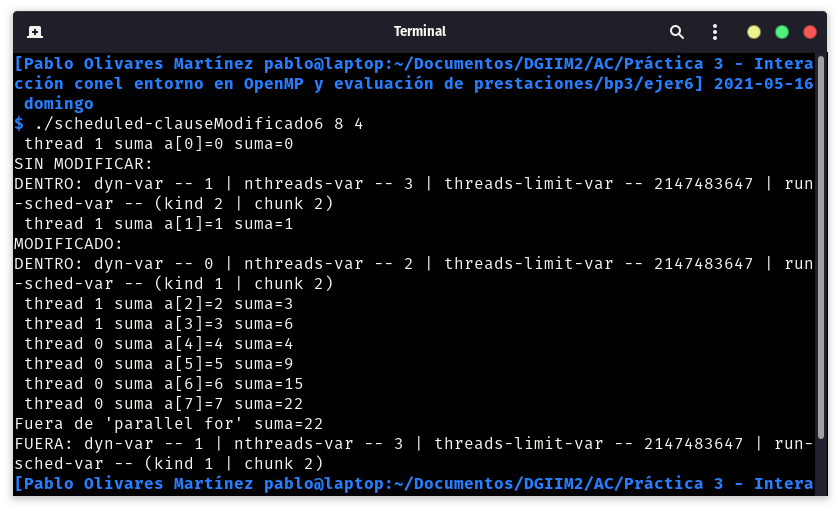 Terminal
[Pablo Olivares Martínez pablo@laptop:~/Documentos/DGIIM2/AC/Práctica 3 - Intera
cción conel entorno en OpenMP y evaluación de prestaciones/bp3/ejer6] 2021-05-16
 domingo
$ ./scheduled-clauseModificado6 8 4
 thread 1 suma a[0]=0 suma=0
SIN MODIFICAR:
DENTRO: dyn-var -- 1 | nthreads-var -- 3 | threads-limit-var -- 2147483647 | run
-sched-var -- (kind 2 | chunk 2)
 thread 1 suma a[1]=1 suma=1
MODIFICADO:
DENTRO: dyn-var -- 0 | nthreads-var -- 2 | threads-limit-var -- 2147483647 | run
-sched-var -- (kind 1 | chunk 2)
 thread 1 suma a[2]=2 suma=3
 thread 1 suma a[3]=3 suma=6
 thread 0 suma a[4]=4 suma=4
 thread 0 suma a[5]=5 suma=9
 thread 0 suma a[6]=6 suma=15
 thread 0 suma a[7]=7 suma=22
Fuera de 'parallel for' suma=22
FUERA: dyn-var -- 1 | nthreads-var -- 3 | threads-limit-var -- 2147483647 | run-
sched-var -- (kind 1 | chunk 2)
[Pablo Olivares Martínez pablo@laptop:~/Documentos/DGIIM2/AC/Práctica 3 - Intera